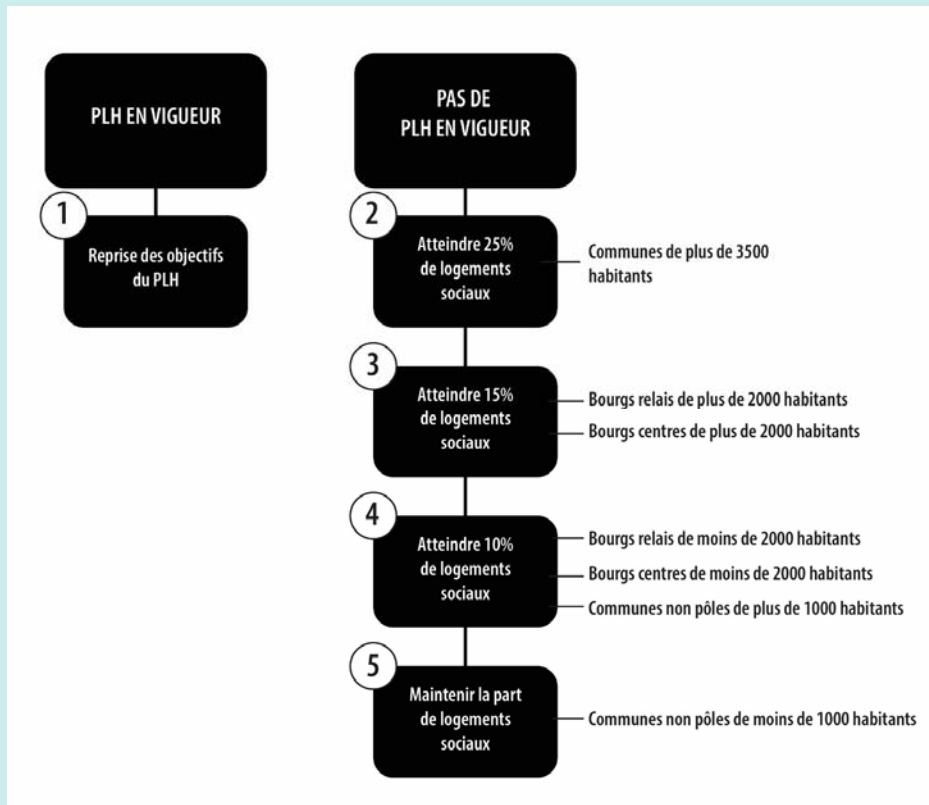 PLH EN VIGUEUR
1
Reprise des objectifs
du PLH
PAS DE
PLH EN VIGUEUR
2
Atteindre 25%
de logements
sociaux
Communes de plus de 3500
habitants
3
Atteindre 15%
de logements
sociaux
Bourgs relais de plus de 2000 habitants
Bourgs centres de plus de 2000 habitants
4
Atteindre 10%
de logements
sociaux
Bourgs relais de moins de 2000 habitants
Bourgs centres de moins de 2000 habitants
Communes non pôles de plus de 1000 habitants
5
Maintenir la part
de logements
sociaux
Communes non pôles de moins de 1000 habitants